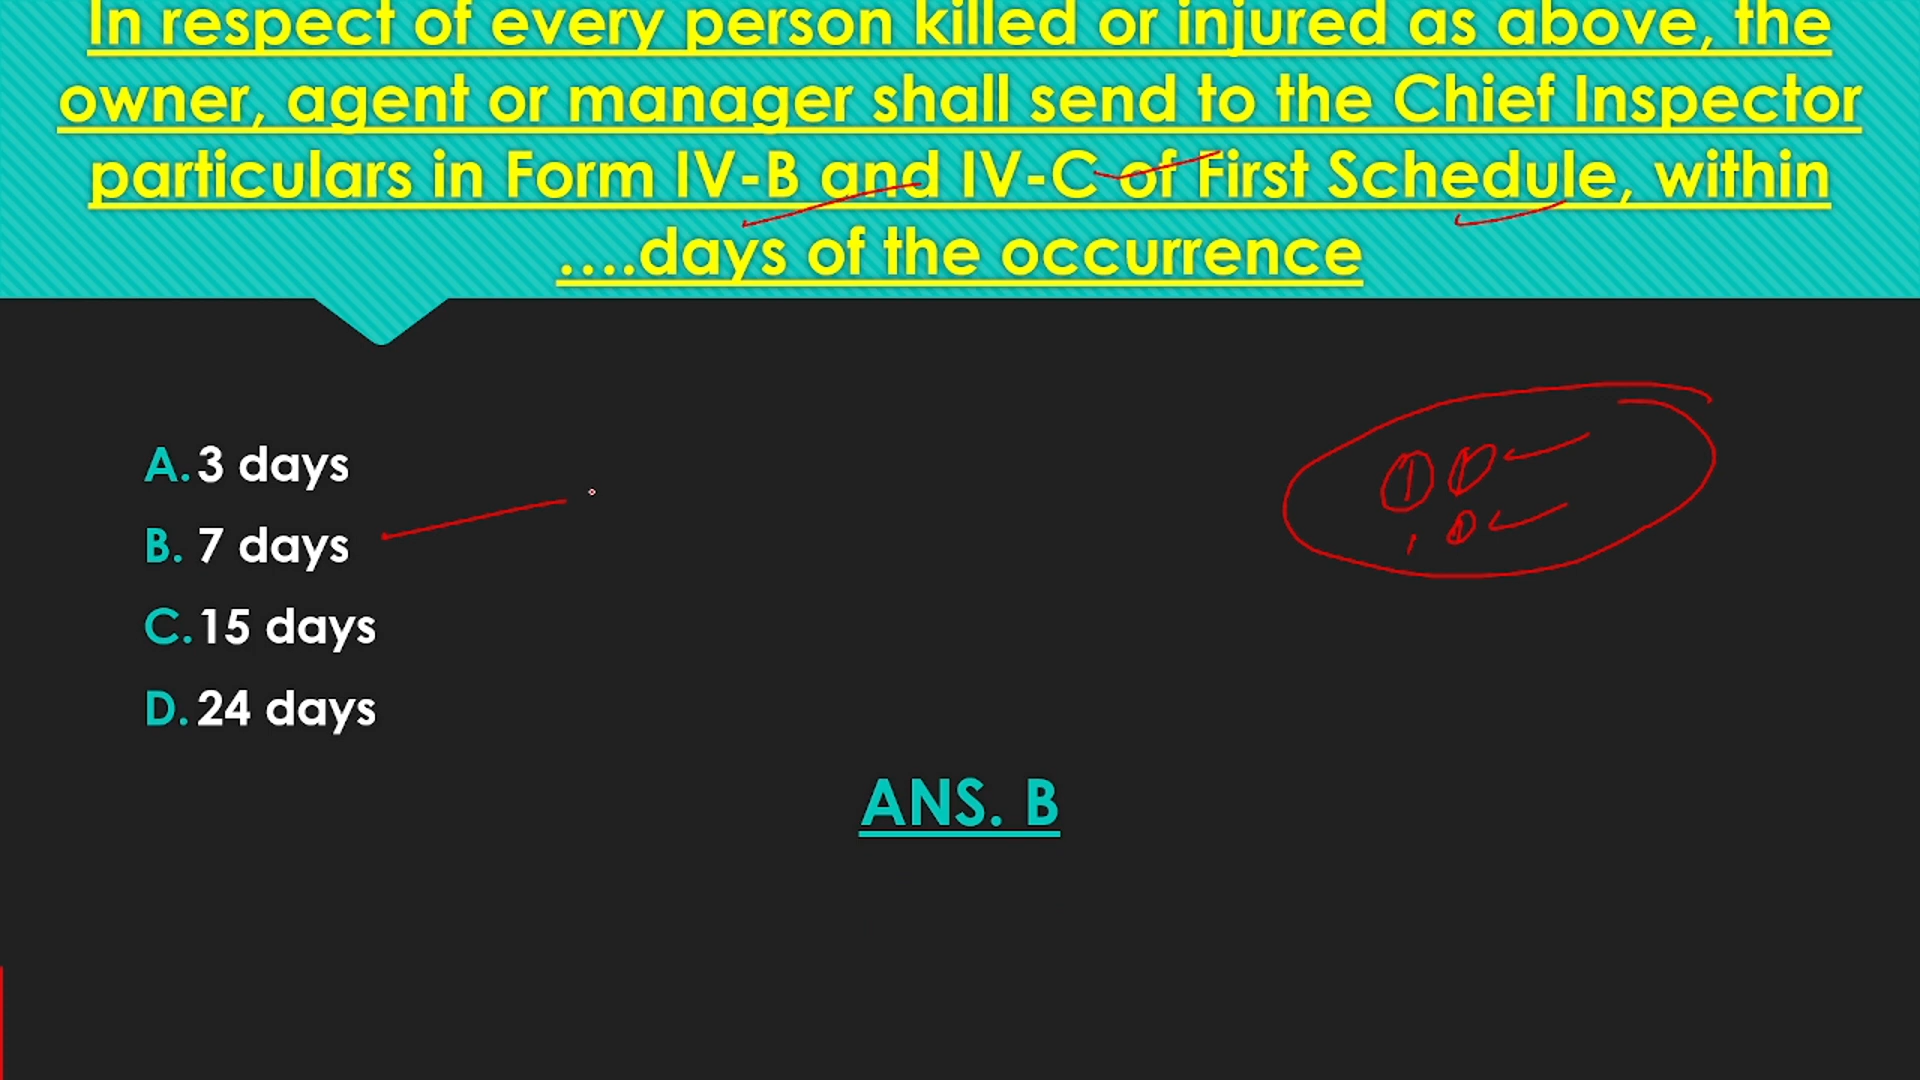 In respect of every person killed or injured as above, the
owner, agent or manager shall send to the Chief Inspector
particulars in Form IV-B and IV-C of First Schedule, within
....days of the occurrence
A. 3 days
B. 7 days
C. 15 days
D. 24 days
ANS. B